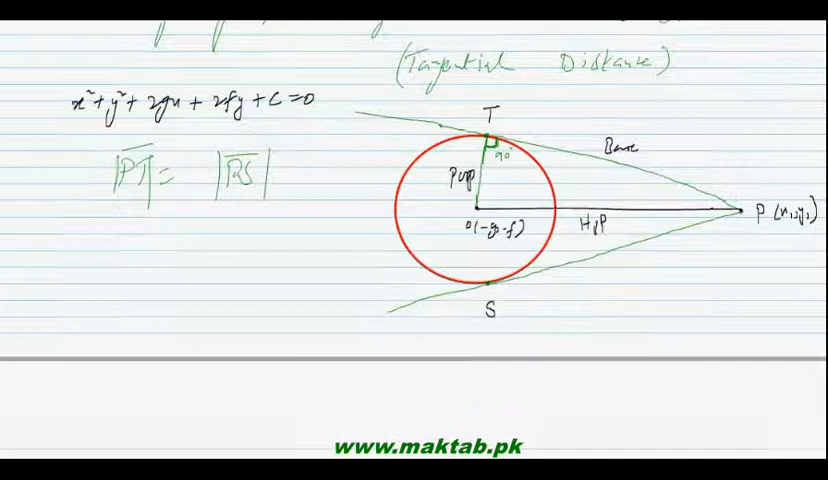 (Tangential Distance)
x²+y²+2gx+2fy+c=0
T
Base
90°
|PT| = |PS|
Perp
P(x₁,y₁)
O(-g,-f)
Hyp
S
www.maktab.pk